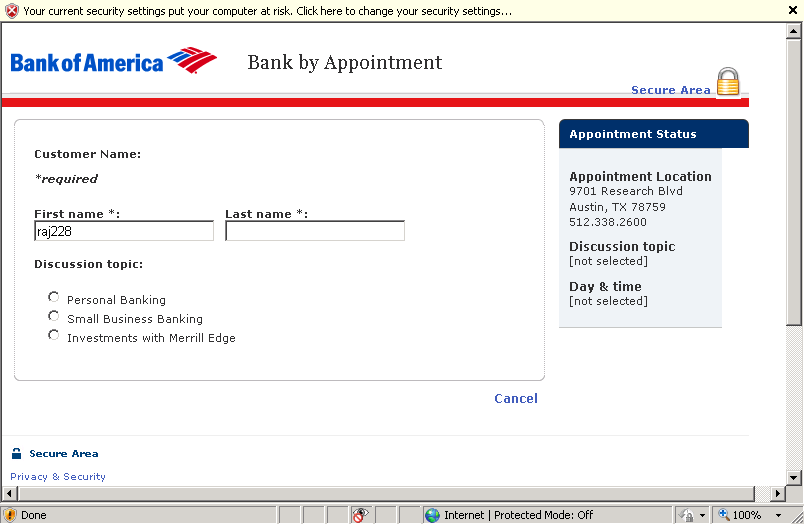 Your current security settings put your computer at risk. Click here to change your security settings...
Bank of America Bank by Appointment
Secure Area
Customer Name:
*required
First name *: Last name *:
raj228
Discussion topic:
Personal Banking
Small Business Banking
Investments with Merrill Edge
Cancel
Appointment Status
Appointment Location
9701 Research Blvd
Austin, TX 78759
512.338.2600
Discussion topic
[not selected]
Day & time
[not selected]
Secure Area
Privacy & Security
Done Internet | Protected Mode: Off 100%